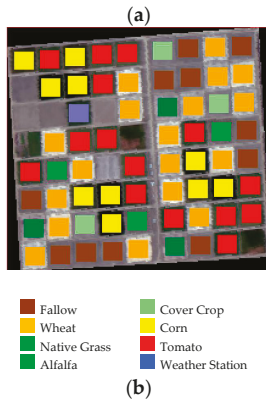 (a)
Fallow
Wheat
Native Grass
Alfalfa
Cover Crop
Corn
Tomato
Weather Station
(b)